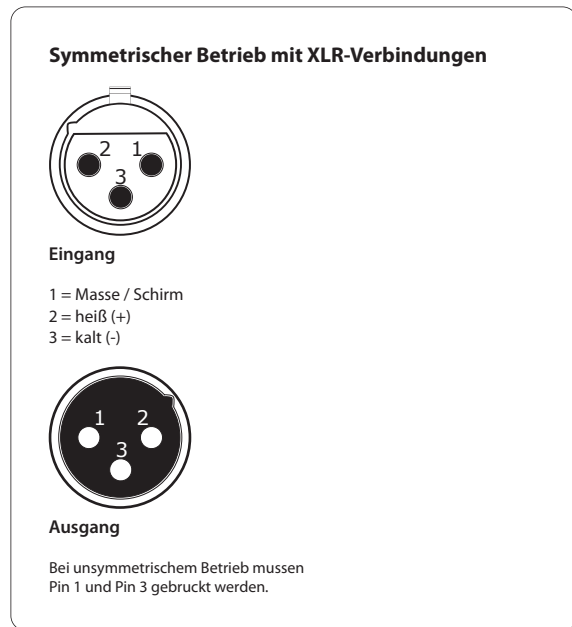 Symmetrischer Betrieb mit XLR-Verbindungen
2 1
3
Eingang
1 = Masse / Schirm
2 = heiß (+)
3 = kalt (-)
1 2
3
Ausgang
Bei unsymmetrischem Betrieb mussen
Pin 1 und Pin 3 gebruckt werden.